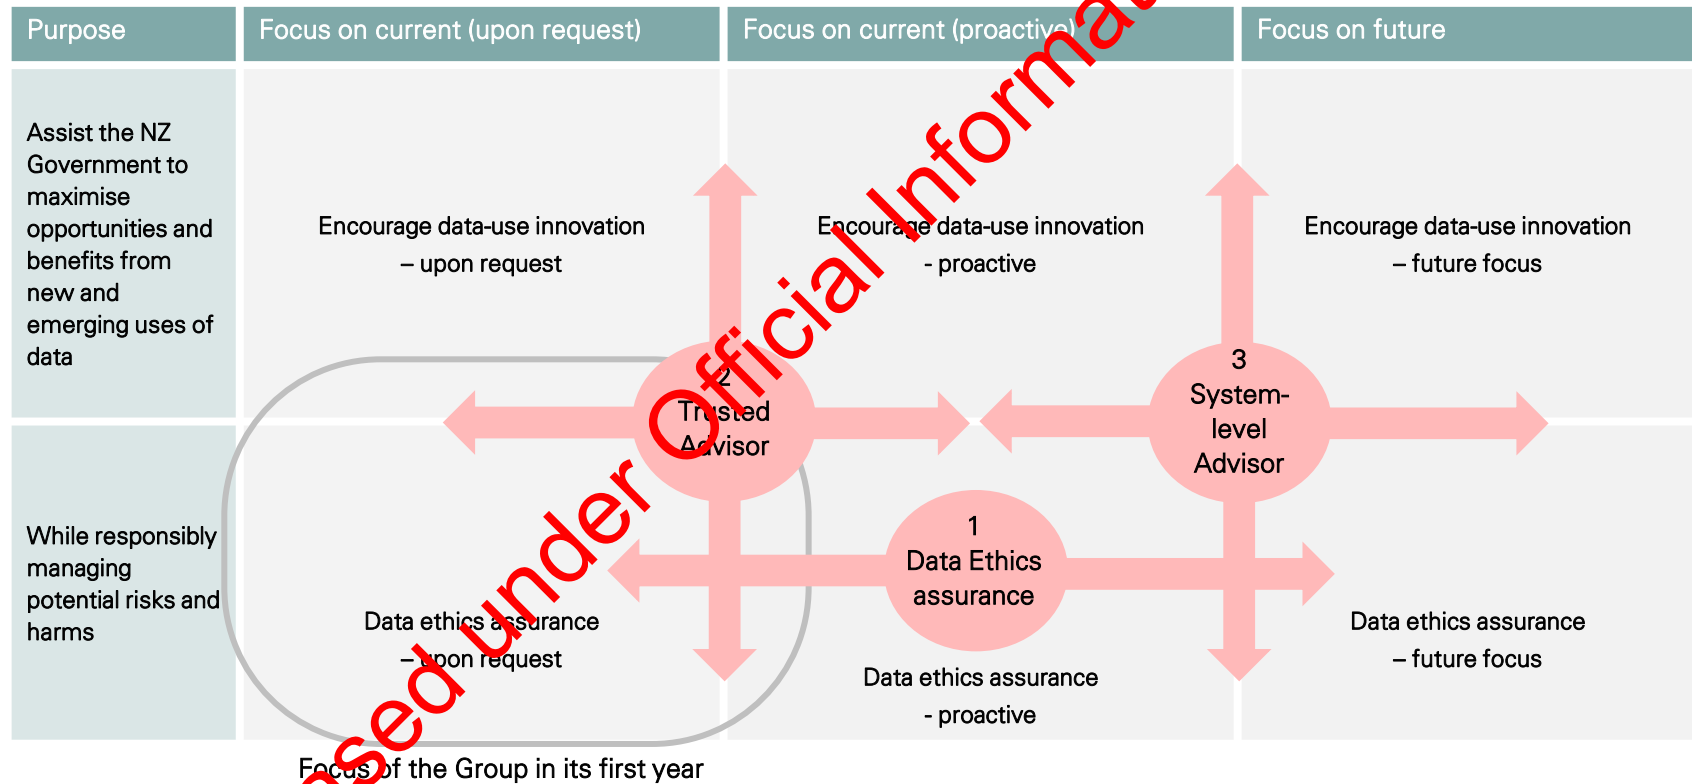 Purpose
Focus on current (upon request)
Focus on current (proactive)
Focus on future
Assist the NZ
Government to
maximise
opportunities and
benefits from
new and
emerging uses of
data
Encourage data-use innovation
– upon request
Encourage data-use innovation
- proactive
Encourage data-use innovation
– future focus
2
Trusted
Advisor
3
System-
level
Advisor
While responsibly
managing
potential risks and
harms
Data ethics assurance
– upon request
1
Data Ethics
assurance
Data ethics assurance
- proactive
Data ethics assurance
– future focus
Focus of the Group in its first year
under Official